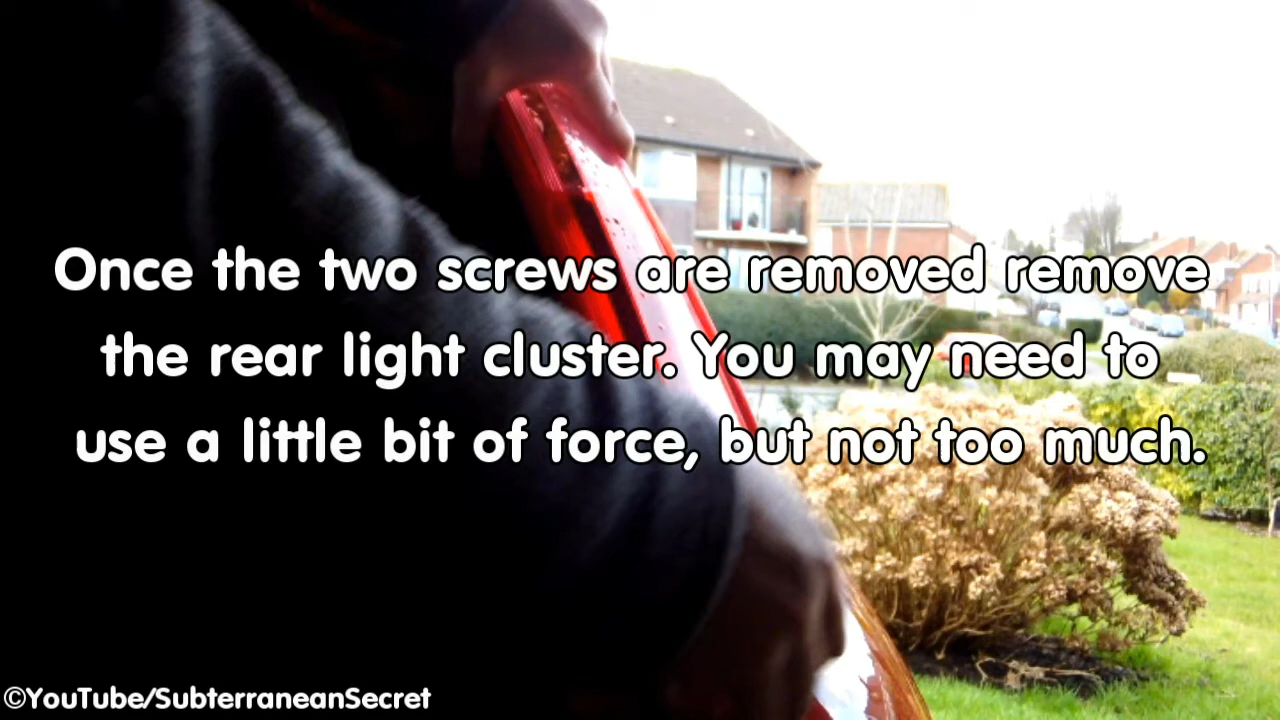 Once the two screws are removed remove
the rear light cluster. You may need to
use a little bit of force, but not too much.
©YouTube/SubterraneanSecret